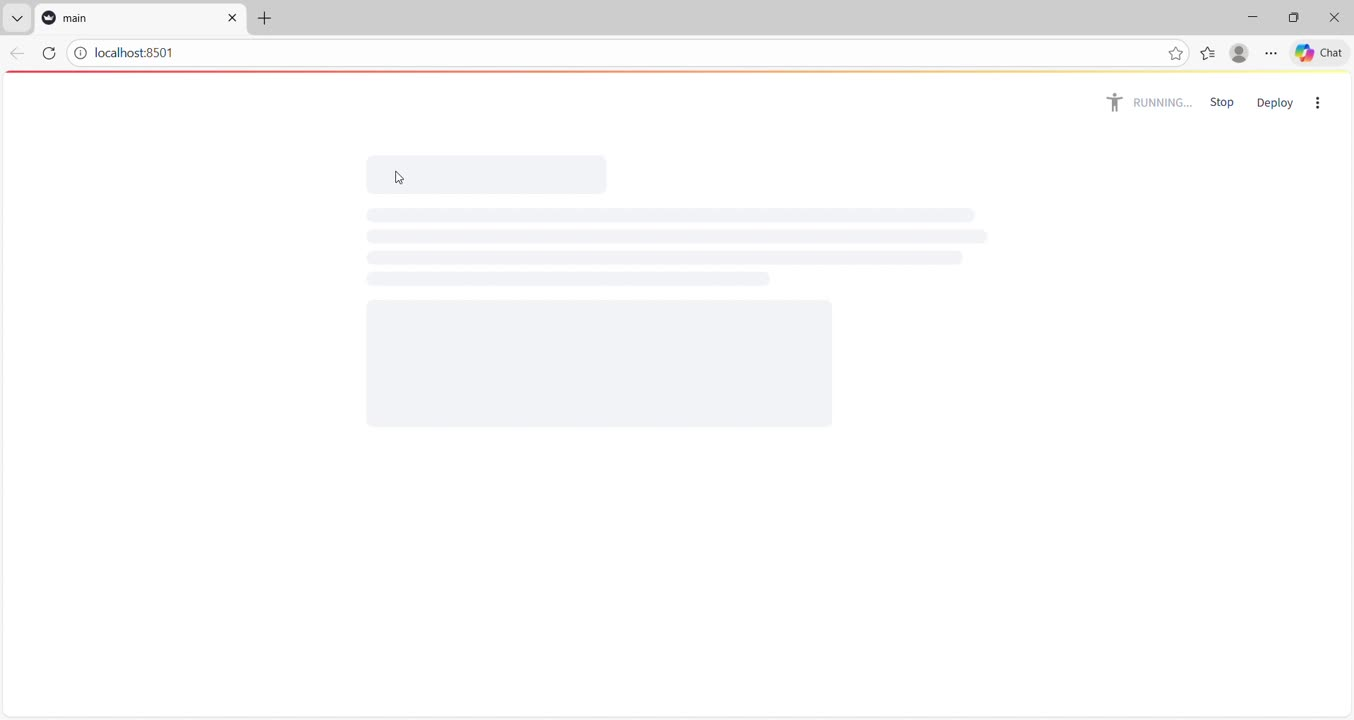 main
localhost:8501
Chat
RUNNING...
Stop
Deploy